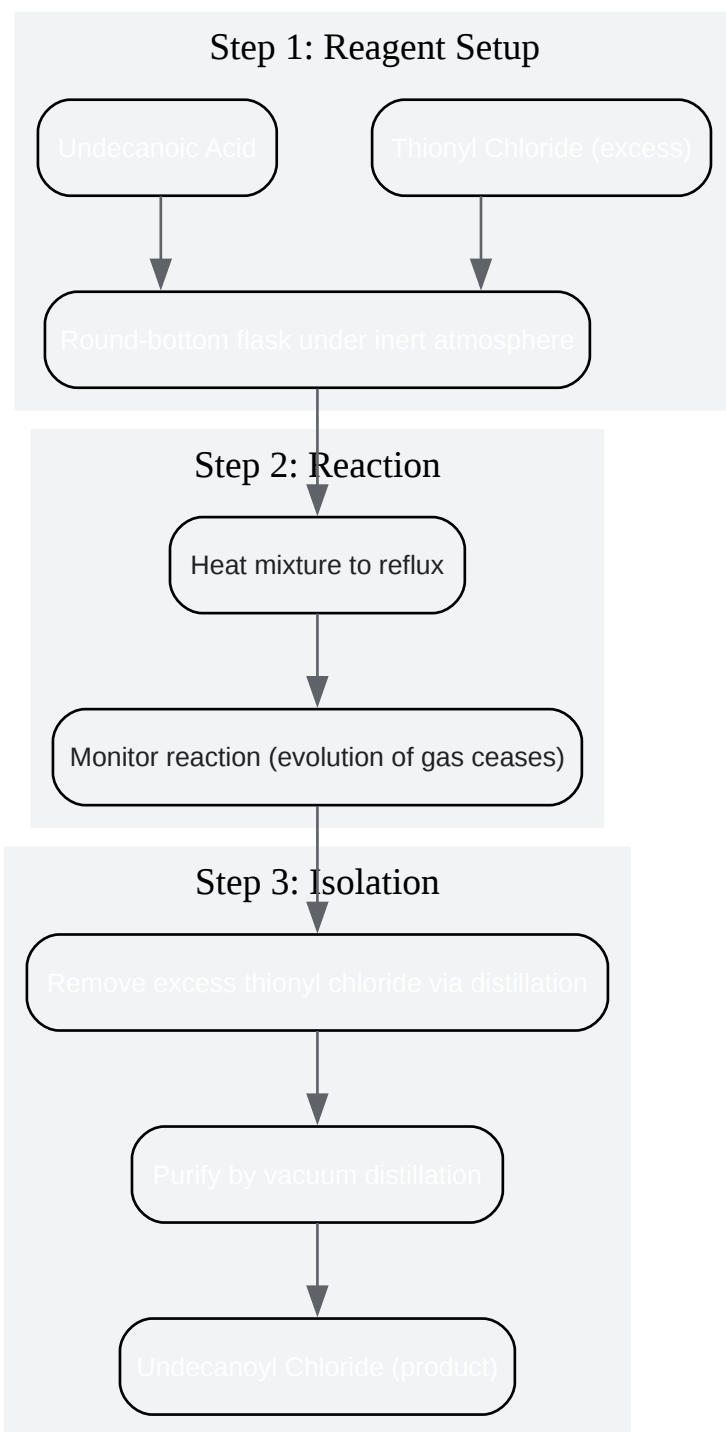 Step 1: Reagent Setup
Undecanoic Acid
Thionyl Chloride (excess)
Round-bottom flask under inert atmosphere
Step 2: Reaction
Heat mixture to reflux
Monitor reaction (evolution of gas ceases)
Step 3: Isolation
Remove excess thionyl chloride via distillation
Purify by vacuum distillation
Undecanoyl Chloride (product)